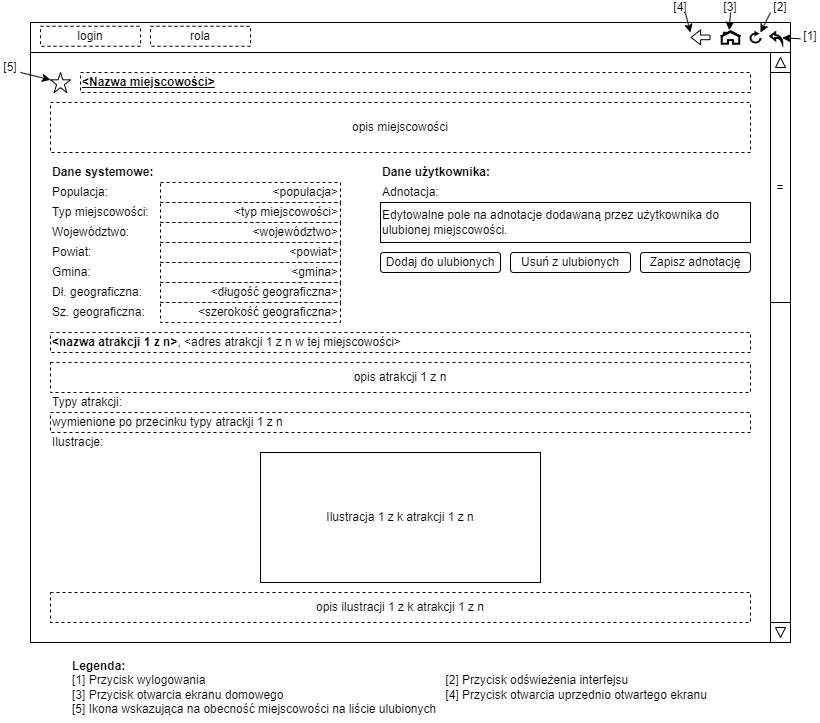 [4] [3] [2]
login rola
[1]
[5]
<Nazwa miejscowości>
opis miejscowości
Dane systemowe:
Populacja: <populacja>
Typ miejscowości: <typ miejscowości>
Województwo: <województwo>
Powiat: <powiat>
Gmina: <gmina>
Dł. geograficzna: <długość geograficzna>
Sz. geograficzna: <szerokość geograficzna>
Dane użytkownika:
Adnotacja:
Edytowalne pole na adnotacje dodawaną przez użytkownika do
ulubionej miejscowości.
Dodaj do ulubionych Usuń z ulubionych Zapisz adnotację
=
<nazwa atrakcji 1 z n>, <adres atrakcji 1 z n w tej miejscowości>
opis atrakcji 1 z n
Typy atrakcji:
wymienione po przecinku typy atrackji 1 z n
Ilustracje:
Ilustracja 1 z k atrakcji 1 z n
opis ilustracji 1 z k atrakcji 1 z n
Legenda:
[1] Przycisk wylogowania [2] Przycisk odświeżenia interfejsu
[3] Przycisk otwarcia ekranu domowego [4] Przycisk otwarcia uprzednio otwartego ekranu
[5] Ikona wskazująca na obecność miejscowości na liście ulubionych